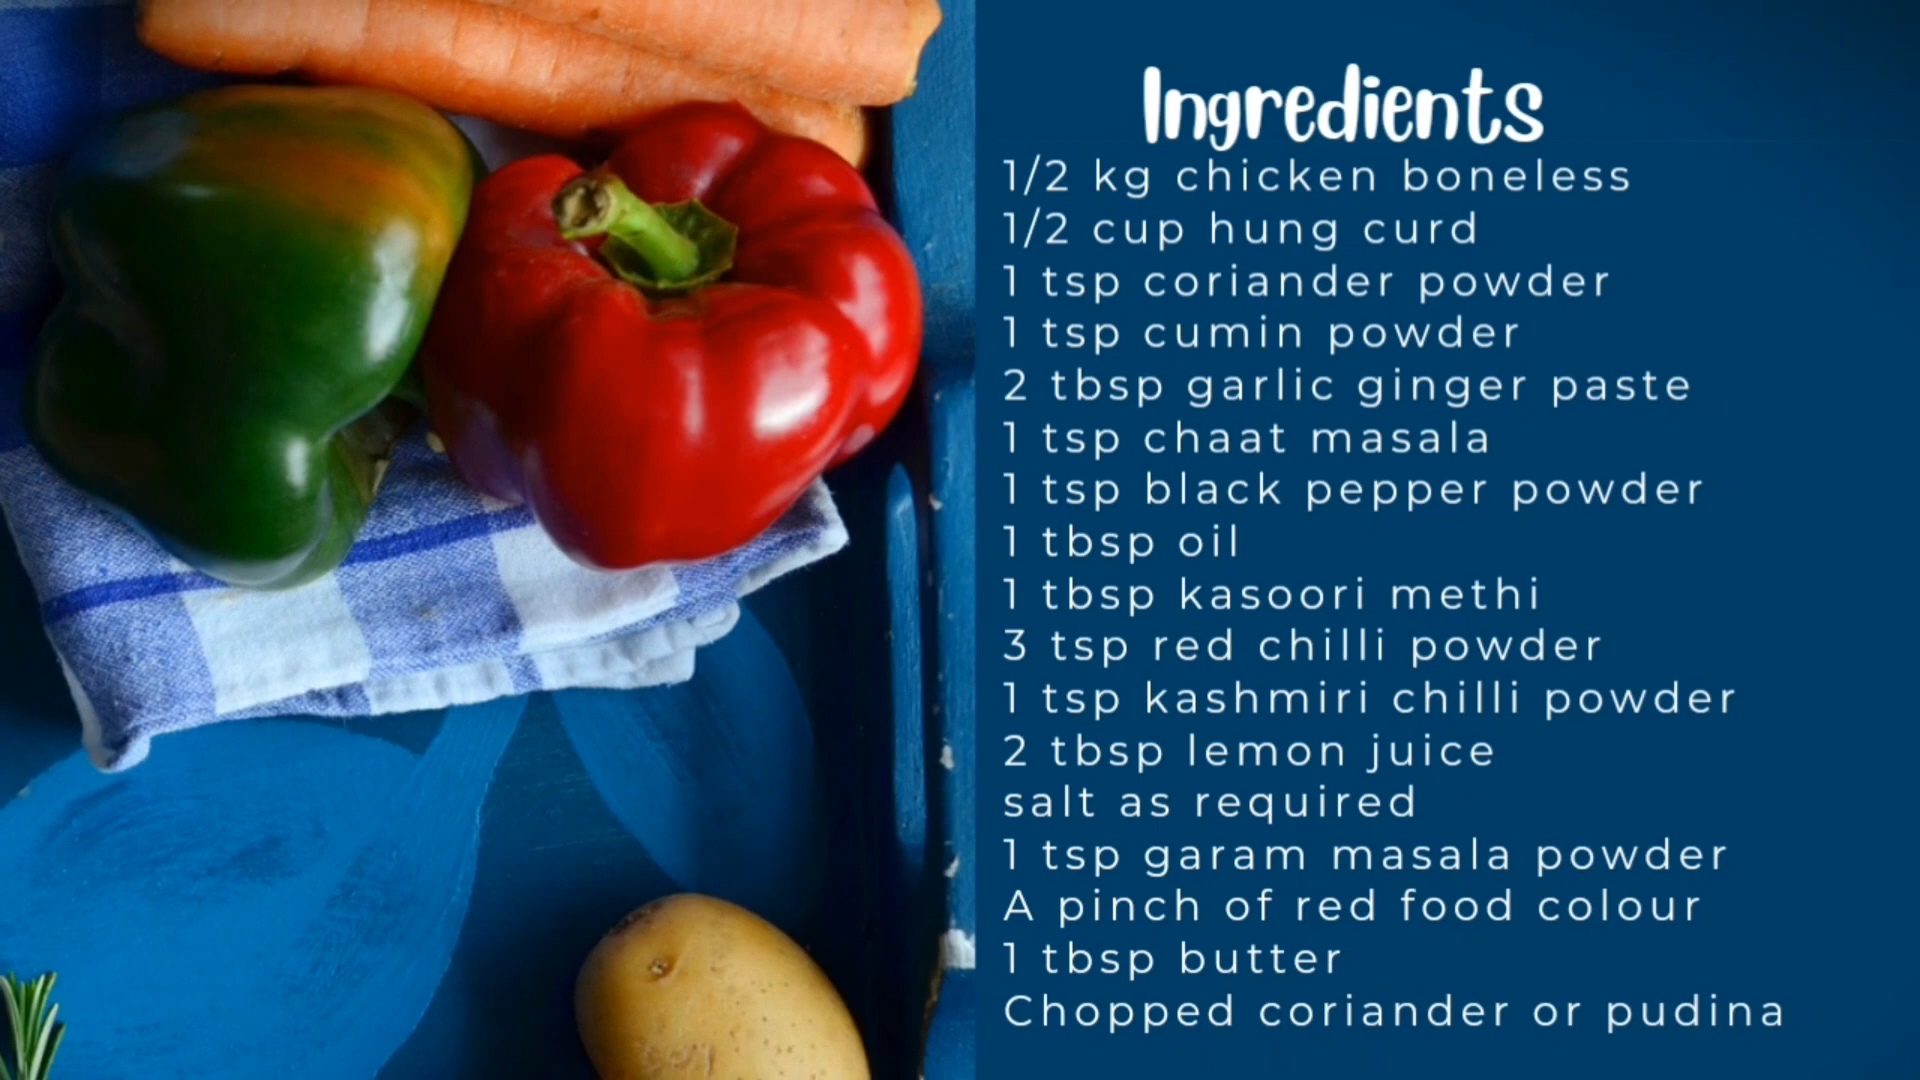 Ingredients
1/2 kg chicken boneless
1/2 cup hung curd
1 tsp coriander powder
1 tsp cumin powder
2 tbsp garlic ginger paste
1 tsp chaat masala
1 tsp black pepper powder
1 tbsp oil
1 tbsp kasoori methi
3 tsp red chilli powder
1 tsp kashmiri chilli powder
2 tbsp lemon juice
salt as required
1 tsp garam masala powder
A pinch of red food colour
1 tbsp butter
Chopped coriander or pudina